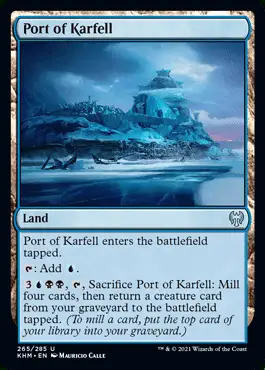 Port of Karfell
Land
Port of Karfell enters the battlefield
tapped.
: Add .
3, , Sacrifice Port of Karfell: Mill
four cards, then return a creature card
from your graveyard to the battlefield
tapped. (To mill a card, put the top card of
your library into your graveyard.)
265/285 U
KHM • EN MAURICIO CALLE
™ & © 2021 Wizards of the Coast